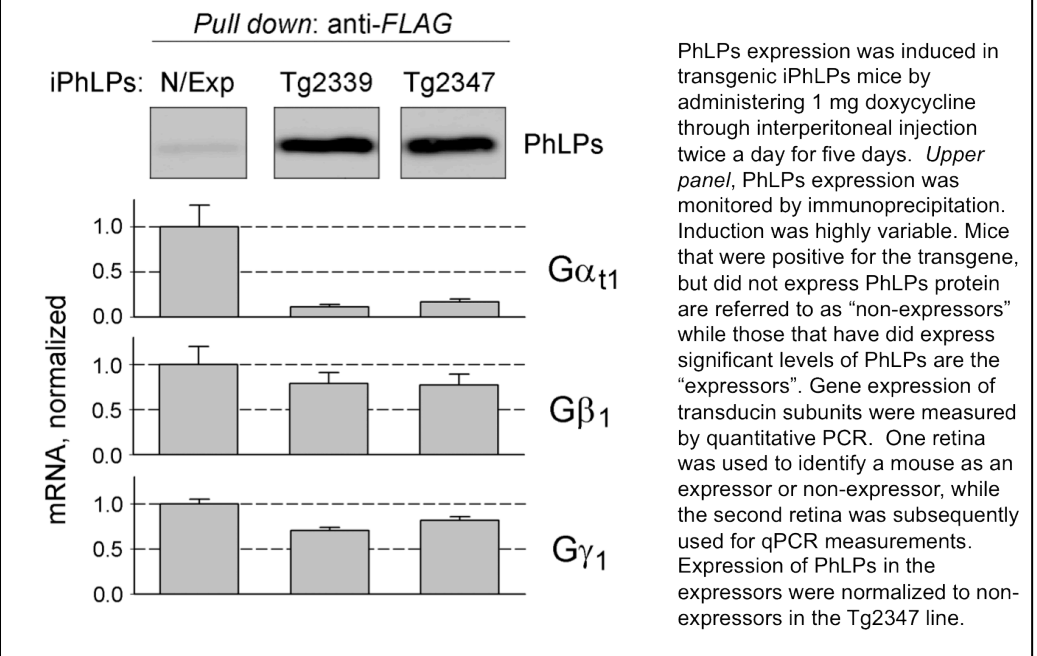 Pull down: anti-FLAG
iPhLPs: N/Exp Tg2339 Tg2347
PhLPs
mRNA, normalized
1.0
0.5
0.0
Gαt1
1.0
0.5
0.0
Gβ1
1.0
0.5
0.0
Gγ1
PhLPs expression was induced in
transgenic iPhLPs mice by
administering 1 mg doxycycline
through interperitoneal injection
twice a day for five days.  Upper
panel, PhLPs expression was
monitored by immunoprecipitation.
Induction was highly variable. Mice
that were positive for the transgene,
but did not express PhLPs protein
are referred to as “non-expressors”
while those that have did express
significant levels of PhLPs are the
“expressors”. Gene expression of
transducin subunits were measured
by quantitative PCR.  One retina
was used to identify a mouse as an
expressor or non-expressor, while
the second retina was subsequently
used for qPCR measurements.
Expression of PhLPs in the
expressors were normalized to non-
expressors in the Tg2347 line.